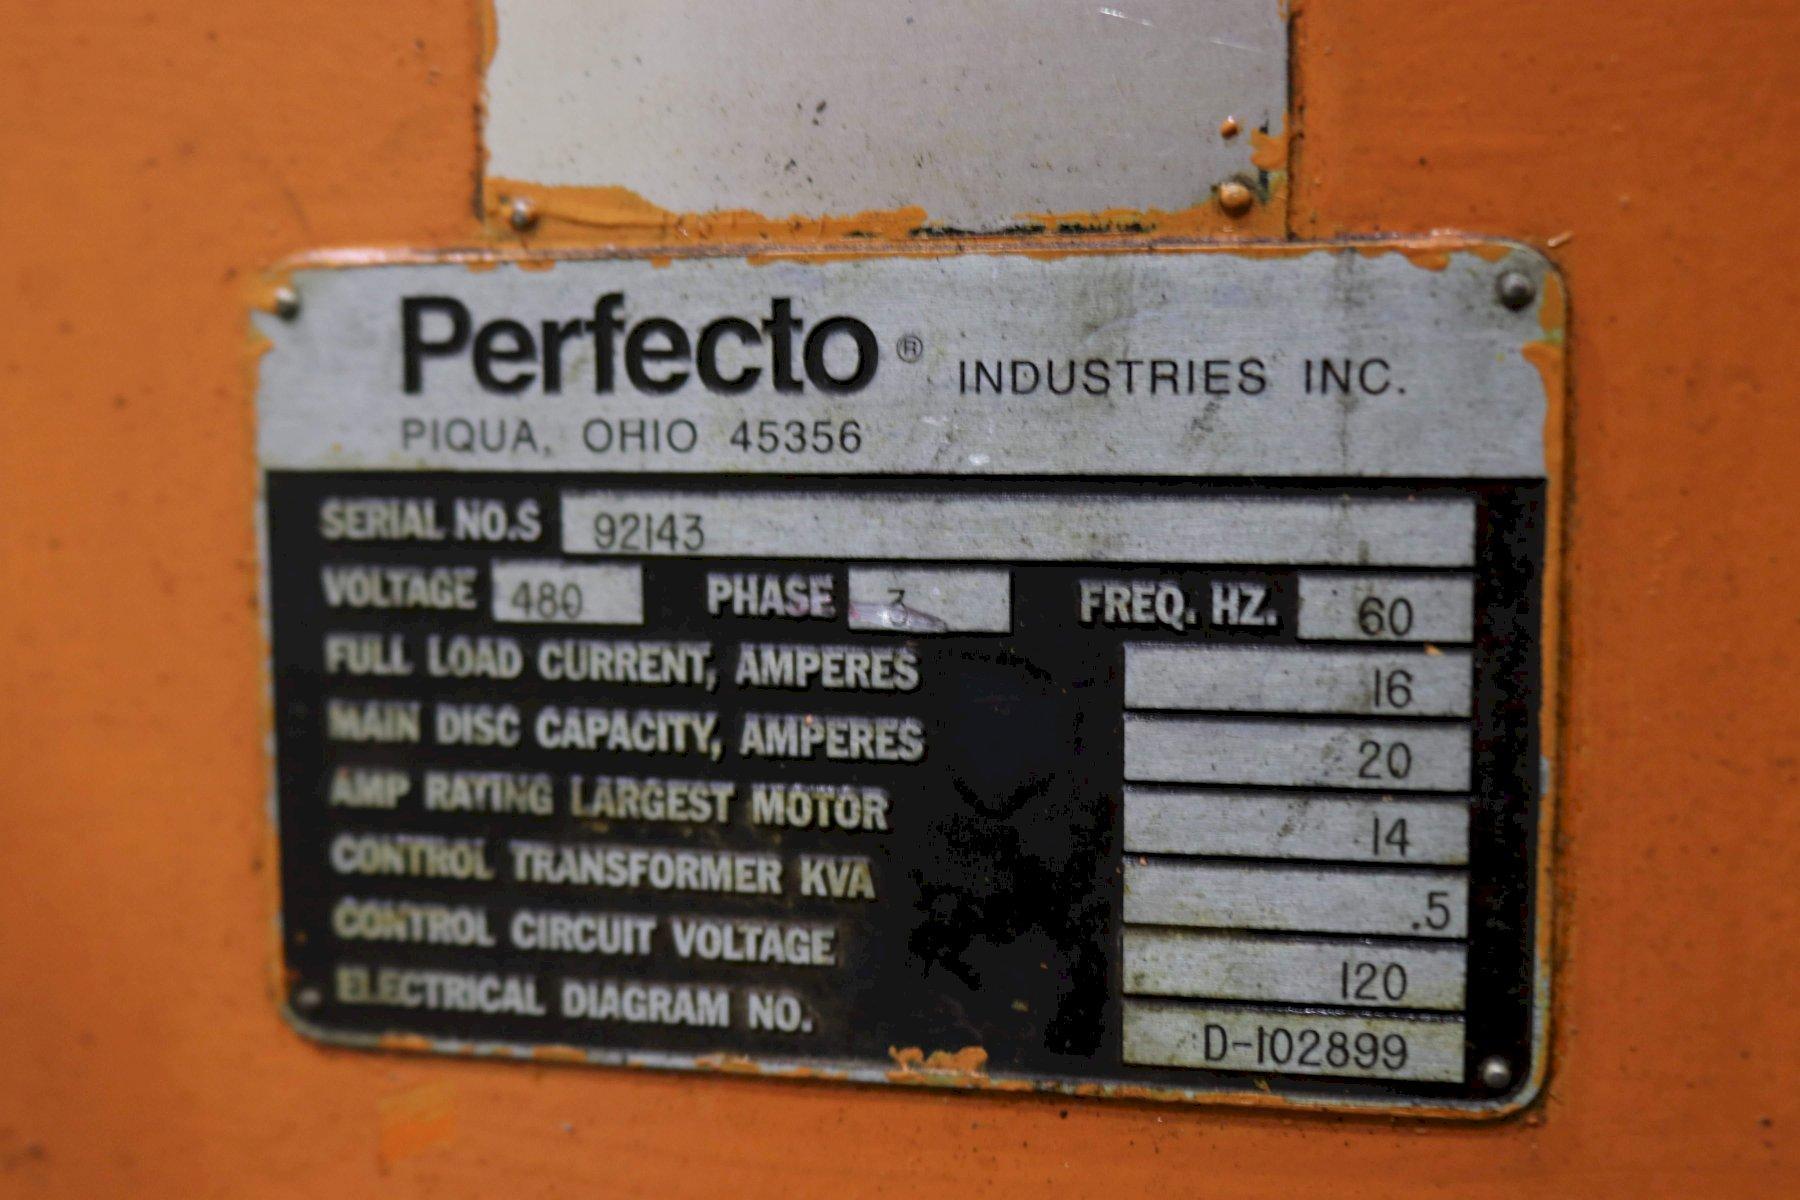 Perfecto® INDUSTRIES INC.
PIQUA, OHIO 45356
SERIAL NO.S 92143
VOLTAGE 480 PHASE 3 FREQ. HZ. 60
FULL LOAD CURRENT, AMPERES 16
MAIN DISC CAPACITY, AMPERES 20
AMP RATING LARGEST MOTOR 14
CONTROL TRANSFORMER KVA .5
CONTROL CIRCUIT VOLTAGE 120
ELECTRICAL DIAGRAM NO. D-102899